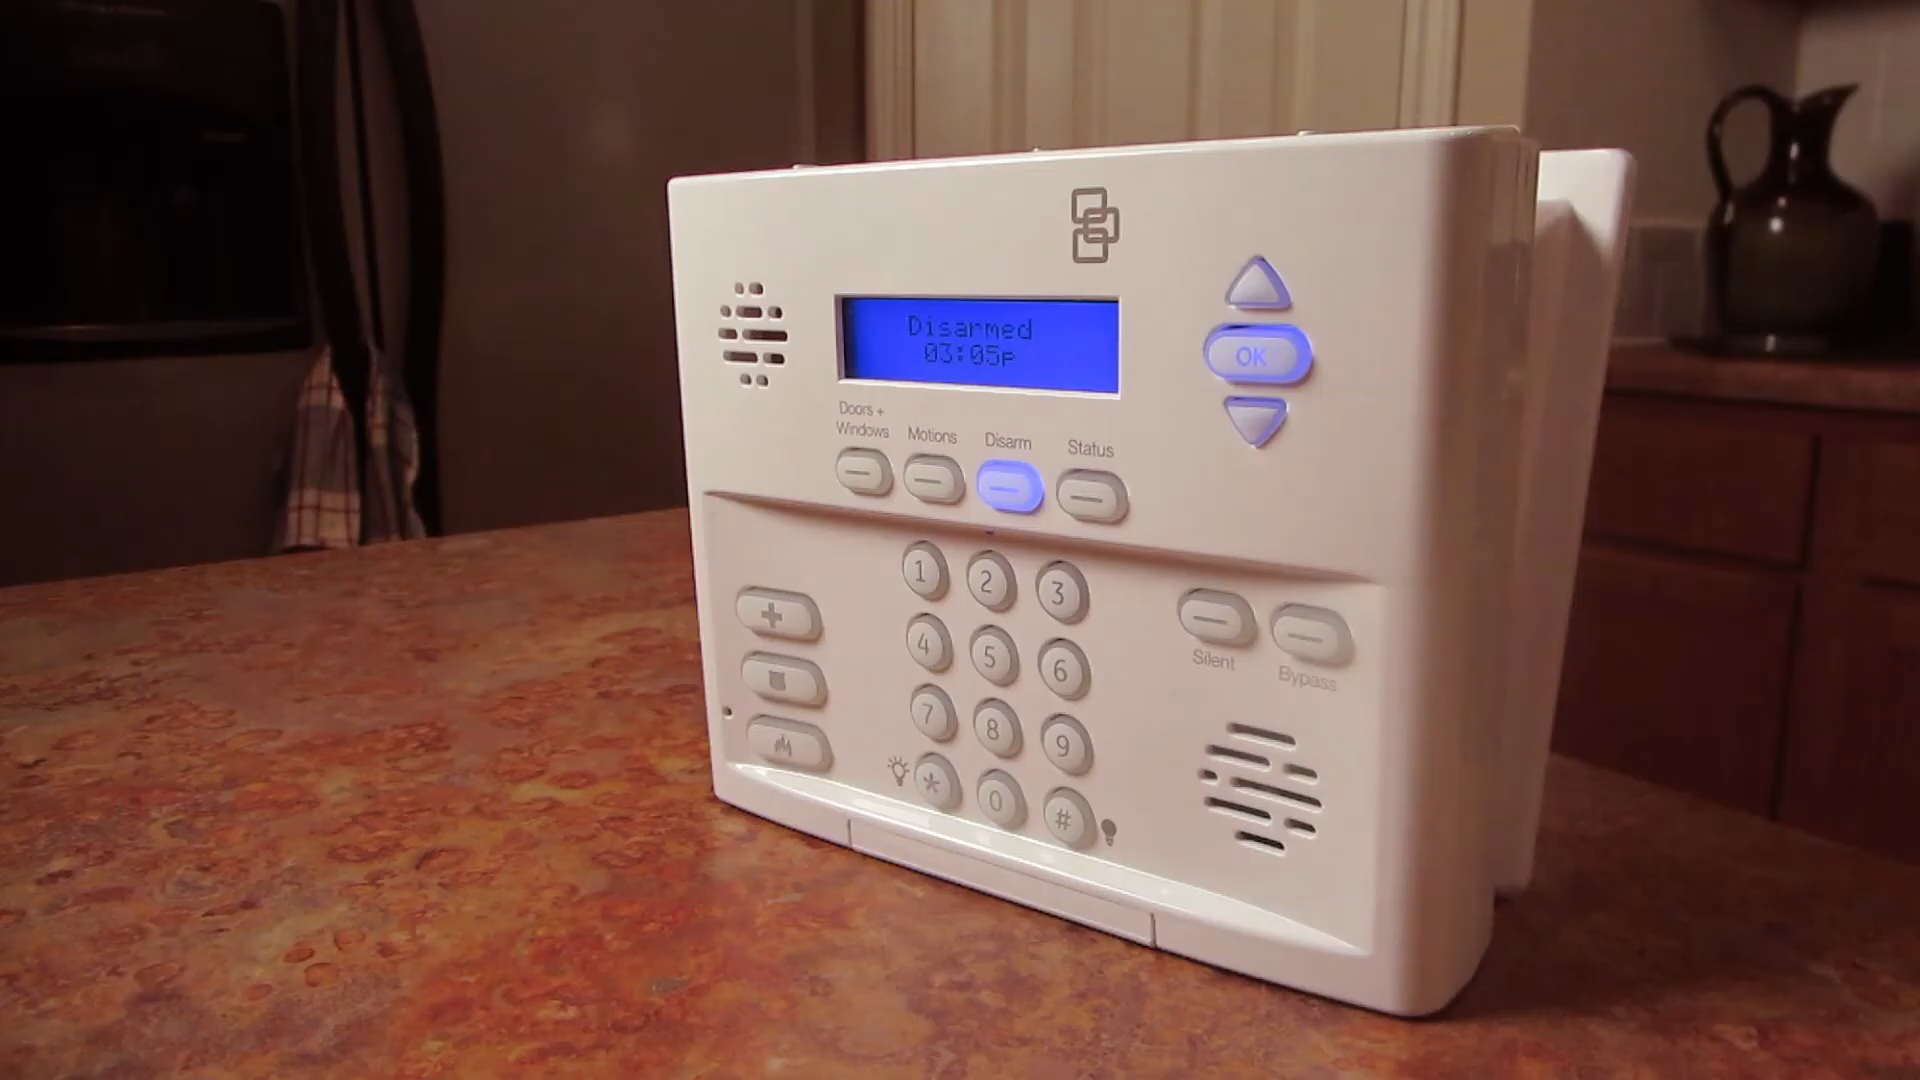 Disarmed
03:05p
OK
Doors +
Windows
Motions
Disarm
Status
1
2
3
4
5
6
7
8
9
*
0
#
Silent
Bypass